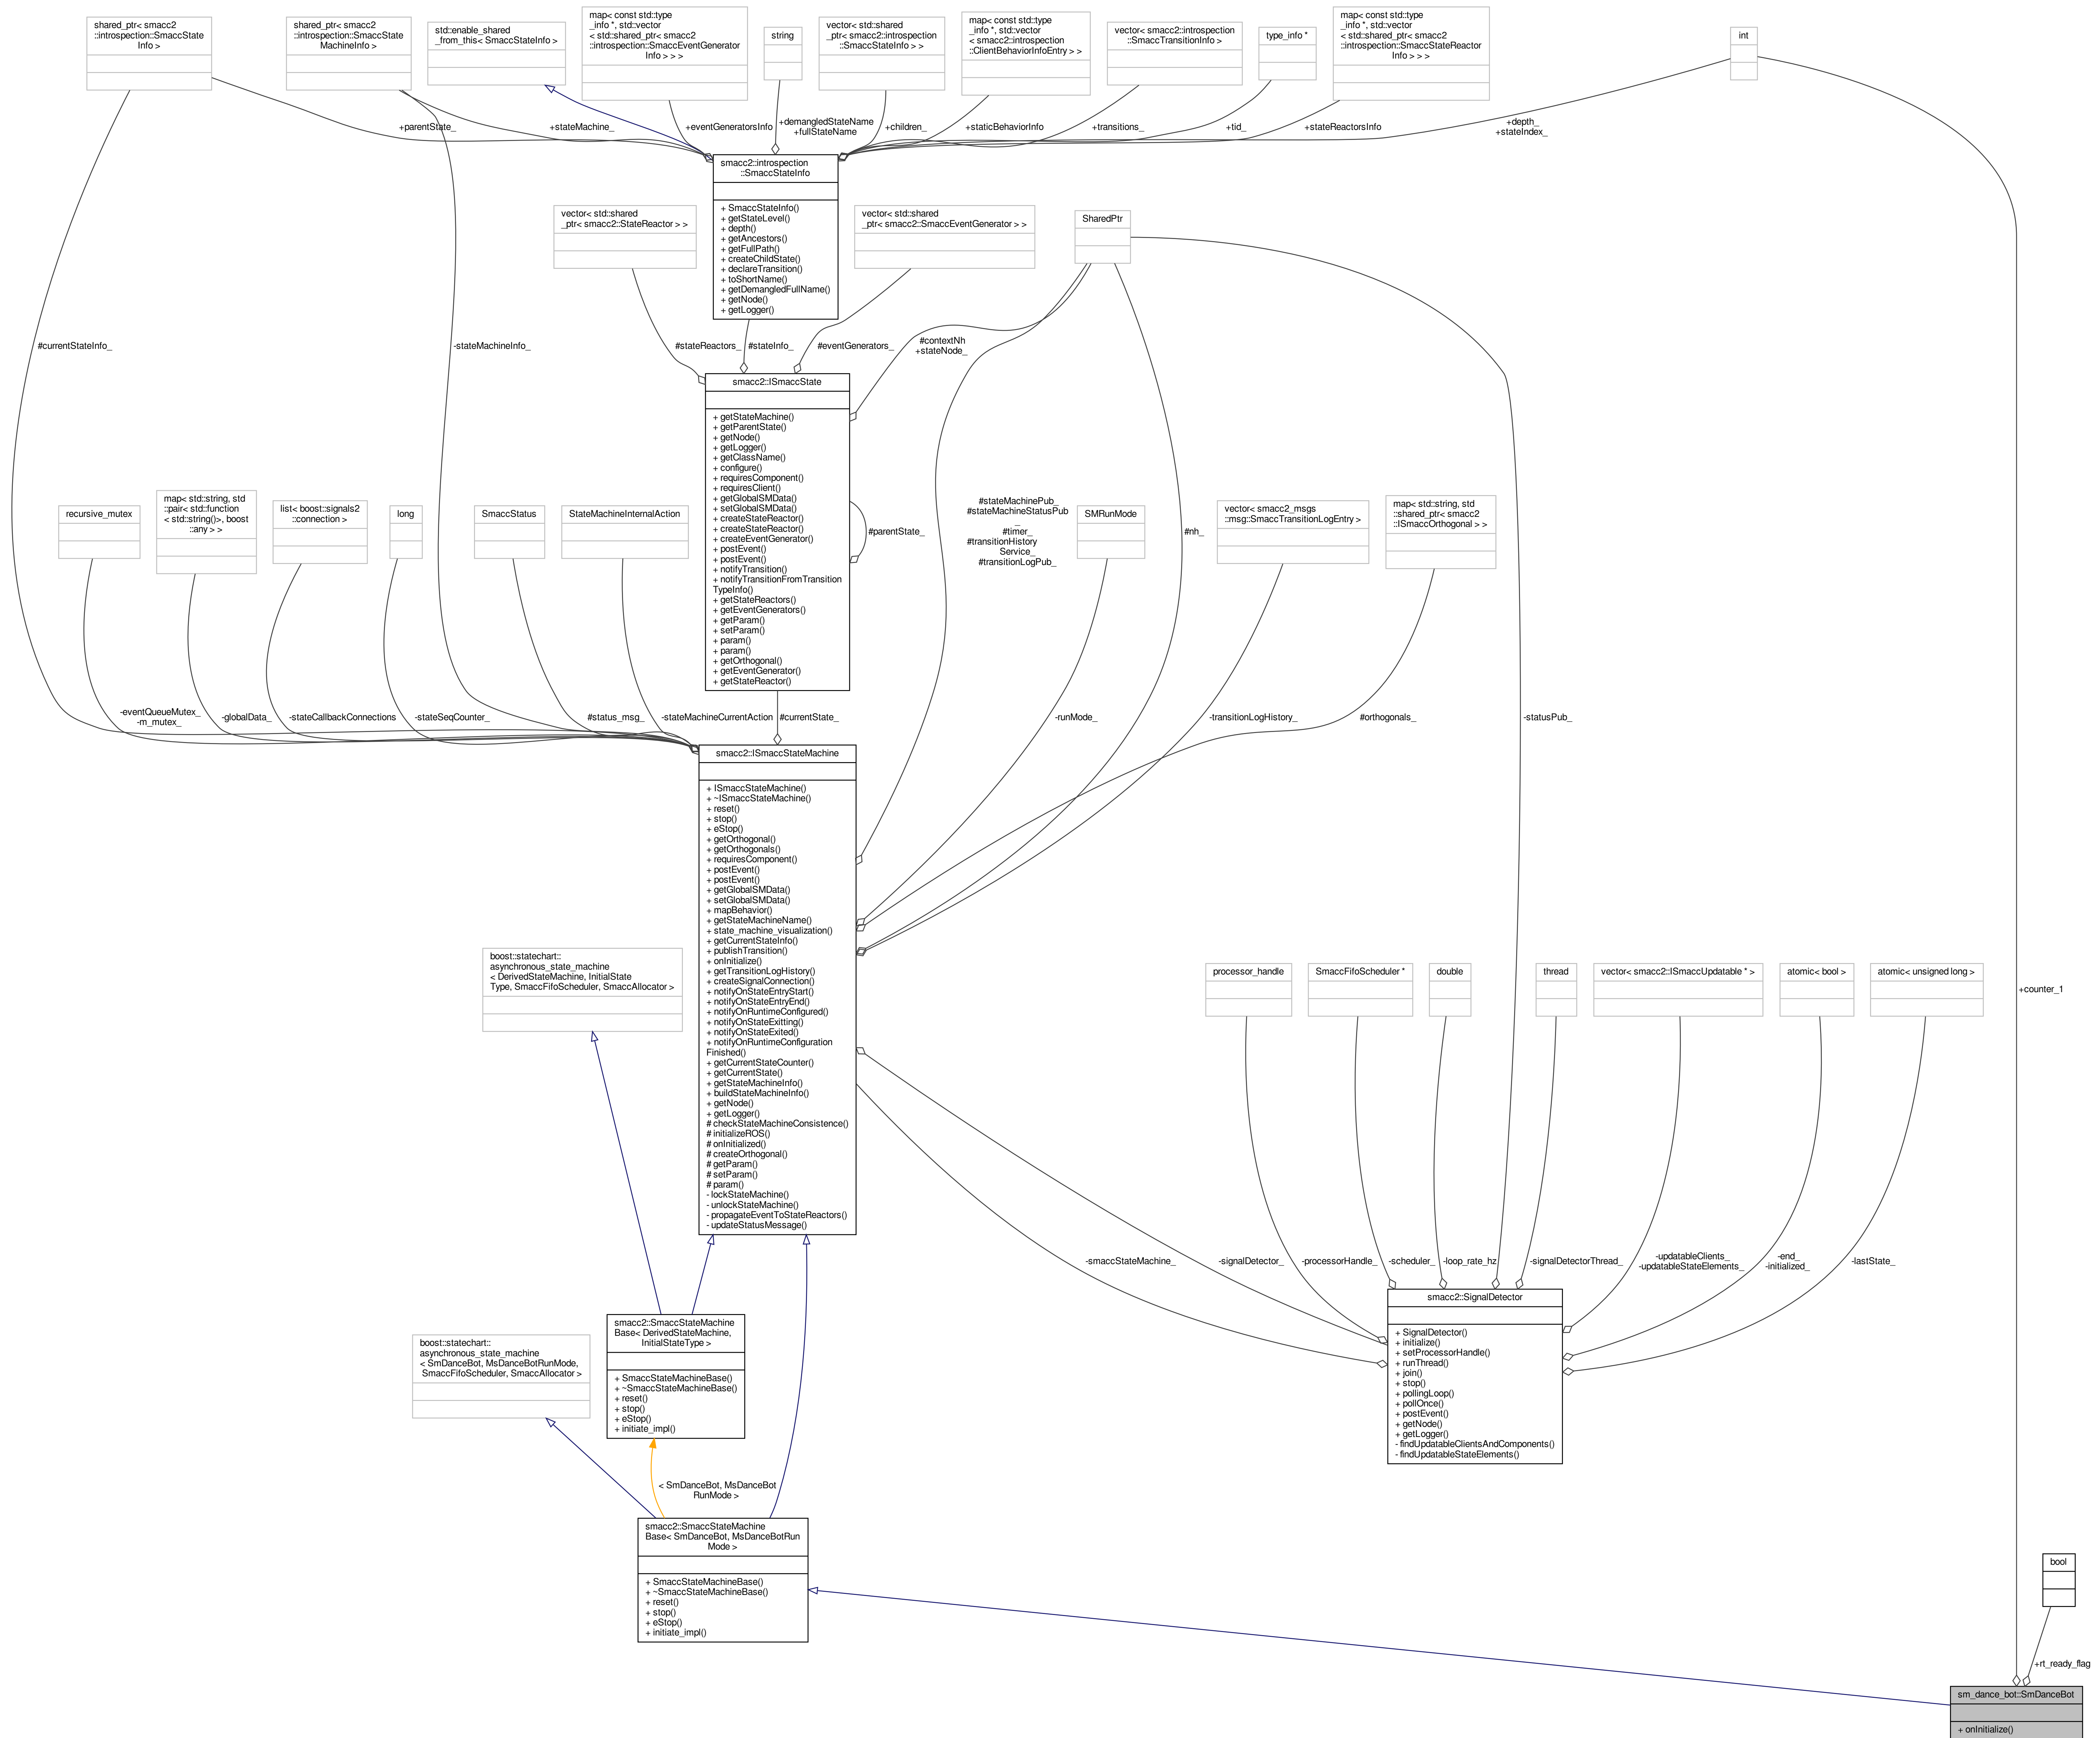 shared_ptr< smacc2
::introspection::SmaccState
Info >
shared_ptr< smacc2
::introspection::SmaccState
MachineInfo >
std::enable_shared
_from_this< SmaccStateInfo >
map< const std::type
_info *, std::vector
< std::shared_ptr< smacc2
::introspection::SmaccEventGenerator
Info > > >
string
vector< std::shared
_ptr< smacc2::introspection
::SmaccStateInfo > >
map< const std::type
_info *, std::vector
< smacc2::introspection
::ClientBehaviorInfoEntry > >
vector< smacc2::introspection
::SmaccTransitionInfo >
type_info *
map< const std::type
_info *, std::vector
< std::shared_ptr< smacc2
::introspection::SmaccStateReactor
Info > > >
int
+parentState_
+stateMachine_
+eventGeneratorsInfo
+demangledStateName
+fullStateName
+children_
+staticBehaviorInfo
+transitions_
+tid_
+stateReactorsInfo
+depth_
+stateIndex_
smacc2::introspection
::SmaccStateInfo
+ SmaccStateInfo()
+ getStateLevel()
+ depth()
+ getAncestors()
+ getFullPath()
+ createChildState()
+ declareTransition()
+ toShortName()
+ getDemangledFullName()
+ getNode()
+ getLogger()
vector< std::shared
_ptr< smacc2::StateReactor > >
vector< std::shared
_ptr< smacc2::SmaccEventGenerator > >
SharedPtr
#currentStateInfo_
-stateMachineInfo_
#stateReactors_
#stateInfo_
#eventGenerators_
#contextNh
+stateNode_
smacc2::ISmaccState
+ getStateMachine()
+ getParentState()
+ getNode()
+ getLogger()
+ getClassName()
+ configure()
+ requiresComponent()
+ requiresClient()
+ getGlobalSMData()
+ setGlobalSMData()
+ createStateReactor()
+ createStateReactor()
+ createEventGenerator()
+ postEvent()
+ postEvent()
+ notifyTransition()
+ notifyTransitionFromTransition
TypeInfo()
+ getStateReactors()
+ getEventGenerators()
+ getParam()
+ setParam()
+ param()
+ param()
+ getOrthogonal()
+ getEventGenerator()
+ getStateReactor()
#parentState_
recursive_mutex
map< std::string, std
::pair< std::function
< std::string()>, boost
::any > >
list< boost::signals2
::connection >
long
SmaccStatus
StateMachineInternalAction
#stateMachinePub_
#stateMachineStatusPub
_
#timer_
#transitionHistory
Service_
#transitionLogPub_
SMRunMode
#nh_
vector< smacc2_msgs
::msg::SmaccTransitionLogEntry >
map< std::string, std
::shared_ptr< smacc2
::ISmaccOrthogonal > >
-eventQueueMutex_
-m_mutex_
-globalData_
-stateCallbackConnections
-stateSeqCounter_
#status_msg_
-stateMachineCurrentAction
#currentState_
-runMode_
-transitionLogHistory_
#orthogonals_
-statusPub_
smacc2::ISmaccStateMachine
+ ISmaccStateMachine()
+ ~ISmaccStateMachine()
+ reset()
+ stop()
+ eStop()
+ getOrthogonal()
+ getOrthogonals()
+ requiresComponent()
+ postEvent()
+ postEvent()
+ getGlobalSMData()
+ setGlobalSMData()
+ mapBehavior()
+ getStateMachineName()
+ state_machine_visualization()
+ getCurrentStateInfo()
+ publishTransition()
+ onInitialize()
+ getTransitionLogHistory()
+ createSignalConnection()
+ notifyOnStateEntryStart()
+ notifyOnStateEntryEnd()
+ notifyOnRuntimeConfigured()
+ notifyOnStateExitting()
+ notifyOnStateExited()
+ notifyOnRuntimeConfiguration
Finished()
+ getCurrentStateCounter()
+ getCurrentState()
+ getStateMachineInfo()
+ buildStateMachineInfo()
+ getNode()
+ getLogger()
# checkStateMachineConsistence()
# initializeROS()
# onInitialized()
# createOrthogonal()
# getParam()
# setParam()
# param()
- lockStateMachine()
- unlockStateMachine()
- propagateEventToStateReactors()
- updateStatusMessage()
boost::statechart::
asynchronous_state_machine
< DerivedStateMachine, InitialState
Type, SmaccFifoScheduler, SmaccAllocator >
processor_handle
SmaccFifoScheduler *
double
thread
vector< smacc2::ISmaccUpdatable * >
atomic< bool >
atomic< unsigned long >
+counter_1
-smaccStateMachine_
-signalDetector_
-processorHandle_
-scheduler_
-loop_rate_hz
-signalDetectorThread_
-updatableClients_
-updatableStateElements_
-end_
-initialized_
-lastState_
smacc2::SignalDetector
+ SignalDetector()
+ initialize()
+ setProcessorHandle()
+ runThread()
+ join()
+ stop()
+ pollingLoop()
+ pollOnce()
+ postEvent()
+ getNode()
+ getLogger()
- findUpdatableClientsAndComponents()
- findUpdatableStateElements()
smacc2::SmaccStateMachine
Base< DerivedStateMachine,
InitialStateType >
+ SmaccStateMachineBase()
+ ~SmaccStateMachineBase()
+ reset()
+ stop()
+ eStop()
+ initiate_impl()
boost::statechart::
asynchronous_state_machine
< SmDanceBot, MsDanceBotRunMode,
SmaccFifoScheduler, SmaccAllocator >
< SmDanceBot, MsDanceBot
RunMode >
smacc2::SmaccStateMachine
Base< SmDanceBot, MsDanceBotRun
Mode >
+ SmaccStateMachineBase()
+ ~SmaccStateMachineBase()
+ reset()
+ stop()
+ eStop()
+ initiate_impl()
bool
+rt_ready_flag
sm_dance_bot::SmDanceBot
+ onInitialize()